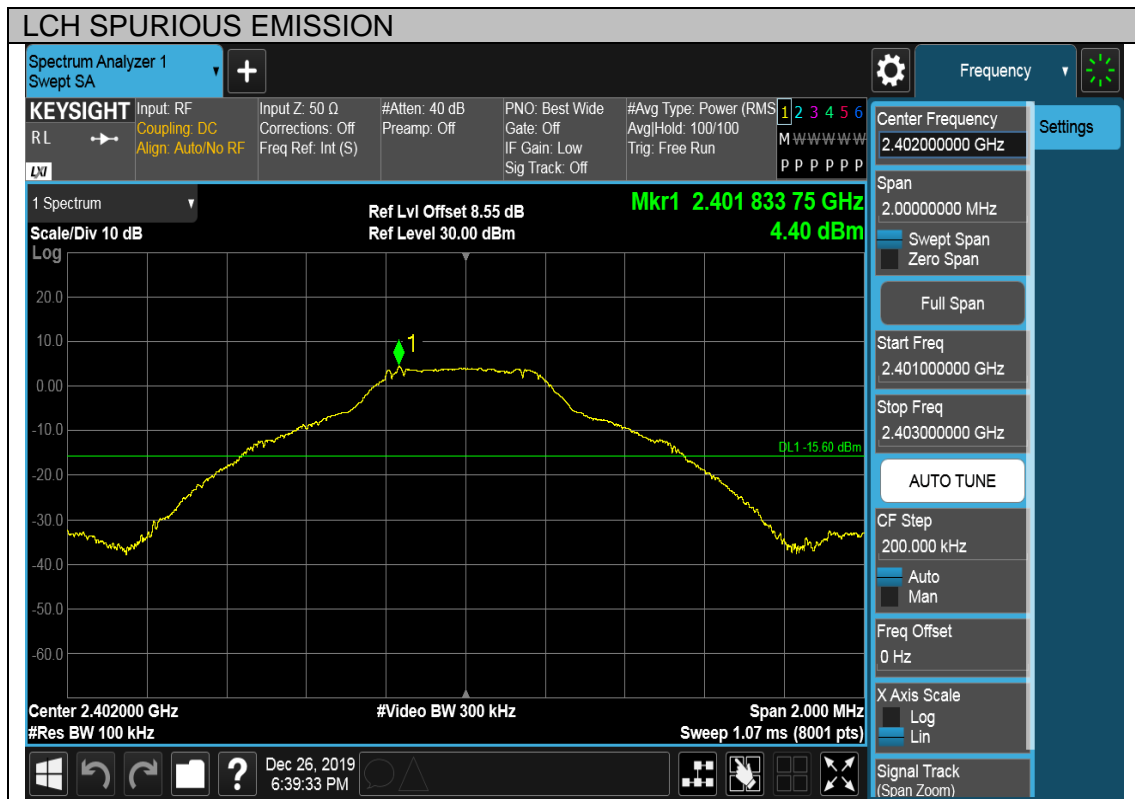 LCH SPURIOUS EMISSION
Spectrum Analyzer 1
Swept SA
Frequency
KEYSIGHT
R L
LXI
Input: RF
Coupling: DC
Align: Auto/No RF
Input Z: 50 Ω
Corrections: Off
Freq Ref: Int (S)
#Atten: 40 dB
Preamp: Off
PNO: Best Wide
Gate: Off
IF Gain: Low
Sig Track: Off
#Avg Type: Power (RMS
Avg|Hold: 100/100
Trig: Free Run
1 2 3 4 5 6
M W W W W W
P P P P P P
1 Spectrum
Scale/Div 10 dB
Log
Ref Lvl Offset 8.55 dB
Ref Level 30.00 dBm
Mkr1 2.401 833 75 GHz
4.40 dBm
20.0
10.0
0.00
-10.0
-20.0
-30.0
-40.0
-50.0
-60.0
1
DL1 -15.60 dBm
Center 2.402000 GHz
#Res BW 100 kHz
#Video BW 300 kHz
Span 2.000 MHz
Sweep 1.07 ms (8001 pts)
Center Frequency
2.402000000 GHz
Settings
Span
2.00000000 MHz
Swept Span
Zero Span
Full Span
Start Freq
2.401000000 GHz
Stop Freq
2.403000000 GHz
AUTO TUNE
CF Step
200.000 kHz
Auto
Man
Freq Offset
0 Hz
X Axis Scale
Log
Lin
Signal Track
(Span Zoom)
?
Dec 26, 2019
6:39:33 PM